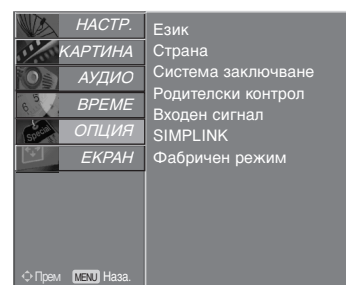 НАСТР.
КАРТИНА
АУДИО
ВРЕМЕ
ОПЦИЯ
ЕКРАН
Език
Страна
Система заключване
Родителски контрол
Входен сигнал
SIMPLINK
Фабричен режим
Прем MENU Наза.